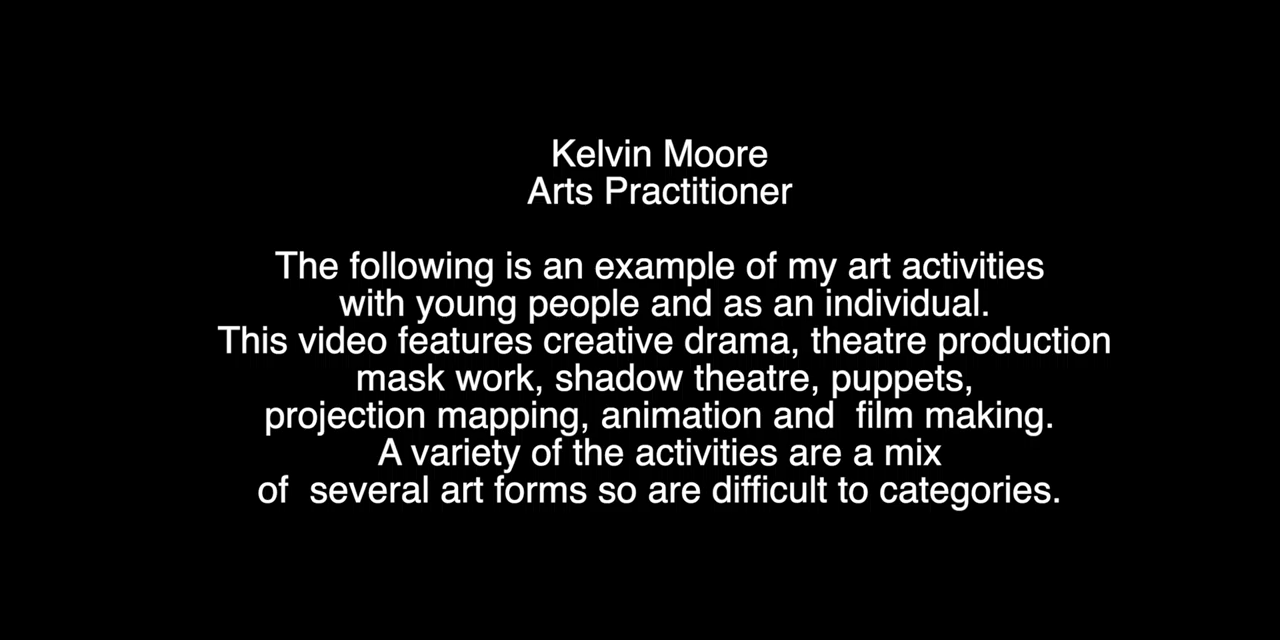 Kelvin Moore
Arts Practitioner
The following is an example of my art activities
with young people and as an individual.
This video features creative drama, theatre production
mask work, shadow theatre, puppets,
projection mapping, animation and  film making.
A variety of the activities are a mix
of  several art forms so are difficult to categories.